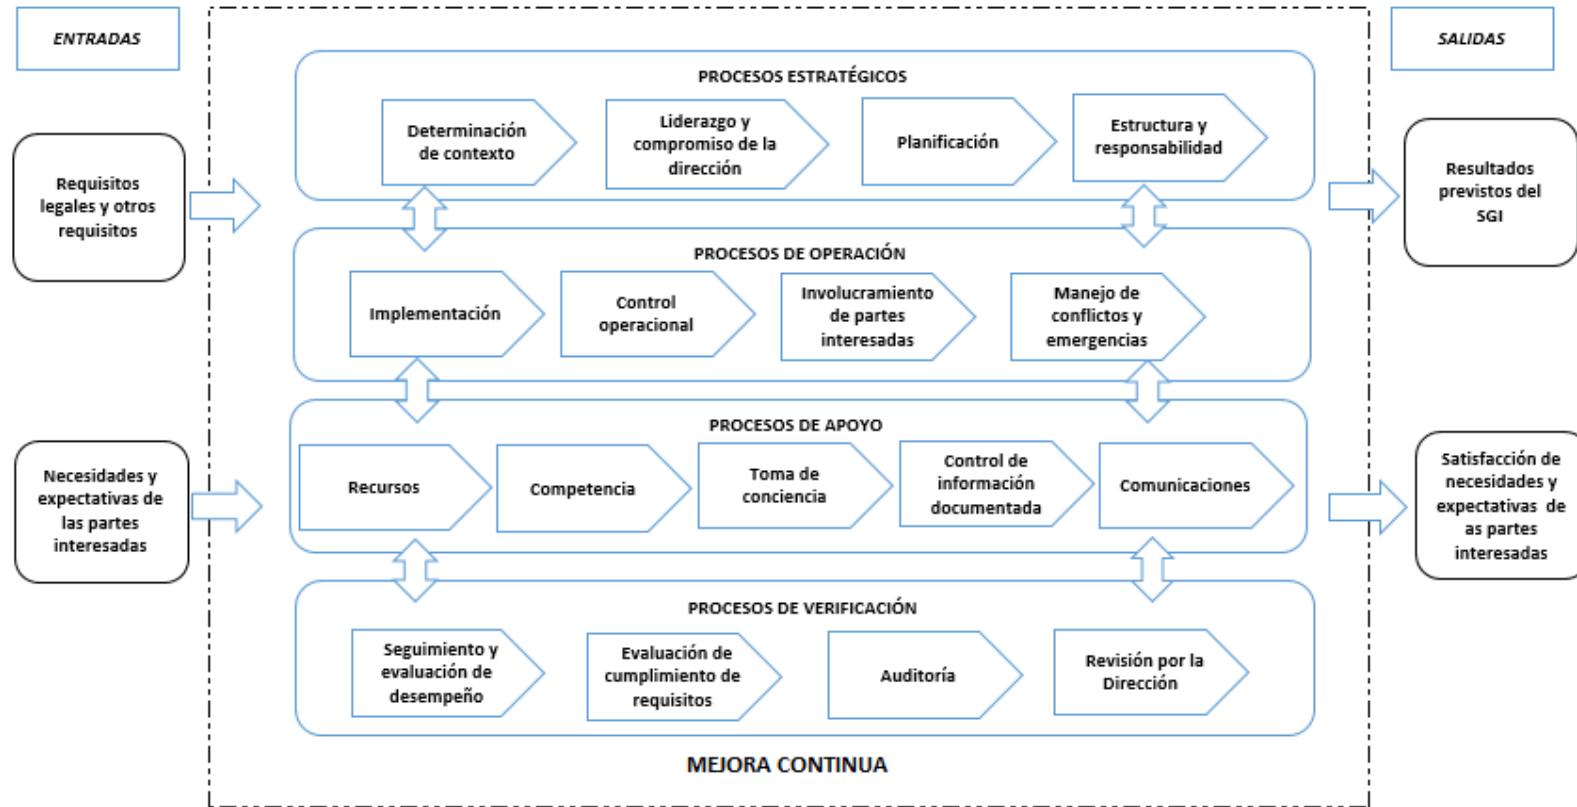 ENTRADAS
SALIDAS
PROCESOS ESTRATÉGICOS
Determinación
de contexto
Liderazgo y
compromiso de la
dirección
Planificación
Estructura y
responsabilidad
Requisitos
legales y otros
requisitos
Resultados
previstos del
SGI
PROCESOS DE OPERACIÓN
Implementación
Control
operacional
Involucramiento
de partes
interesadas
Manejo de
conflictos y
emergencias
PROCESOS DE APOYO
Recursos
Competencia
Toma de
conciencia
Control de
información
documentada
Comunicaciones
Necesidades y
expectativas de
las partes
interesadas
Satisfacción de
necesidades y
expectativas de
as partes
interesadas
PROCESOS DE VERIFICACIÓN
Seguimiento y
evaluación de
desempeño
Evaluación de
cumplimiento de
requisitos
Auditoría
Revisión por la
Dirección
MEJORA CONTINUA